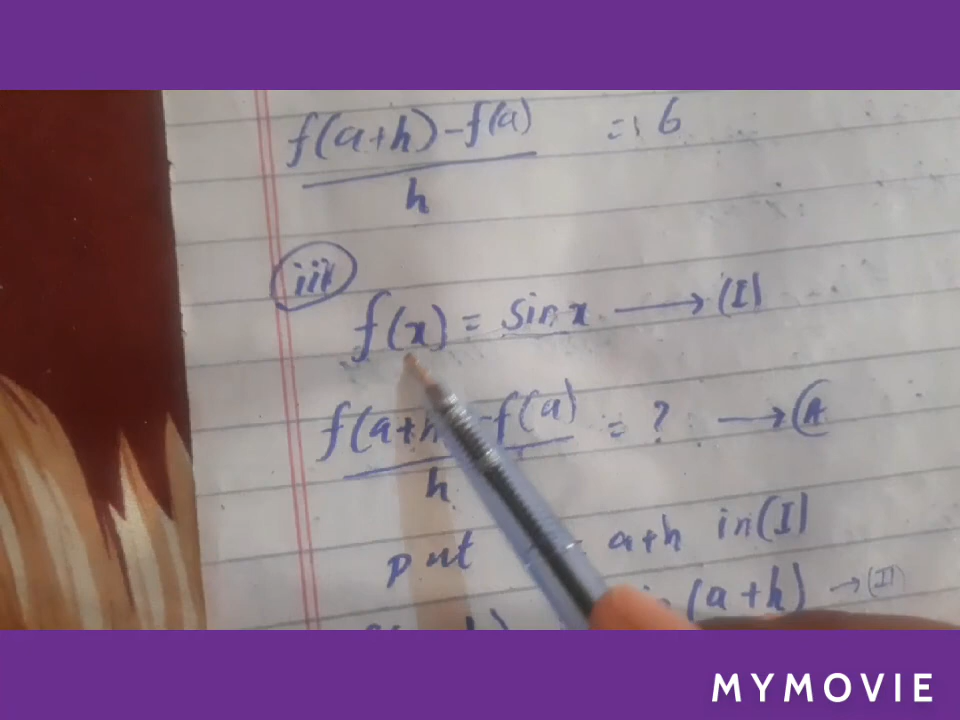 f(a+h)-f(a) = 6
h
iii
f(x) = sin x → (I)
f(a+h)-f(a) = ? → (A
h
put = a+h in (I)
(a+h) → (II)
MYMOVIE